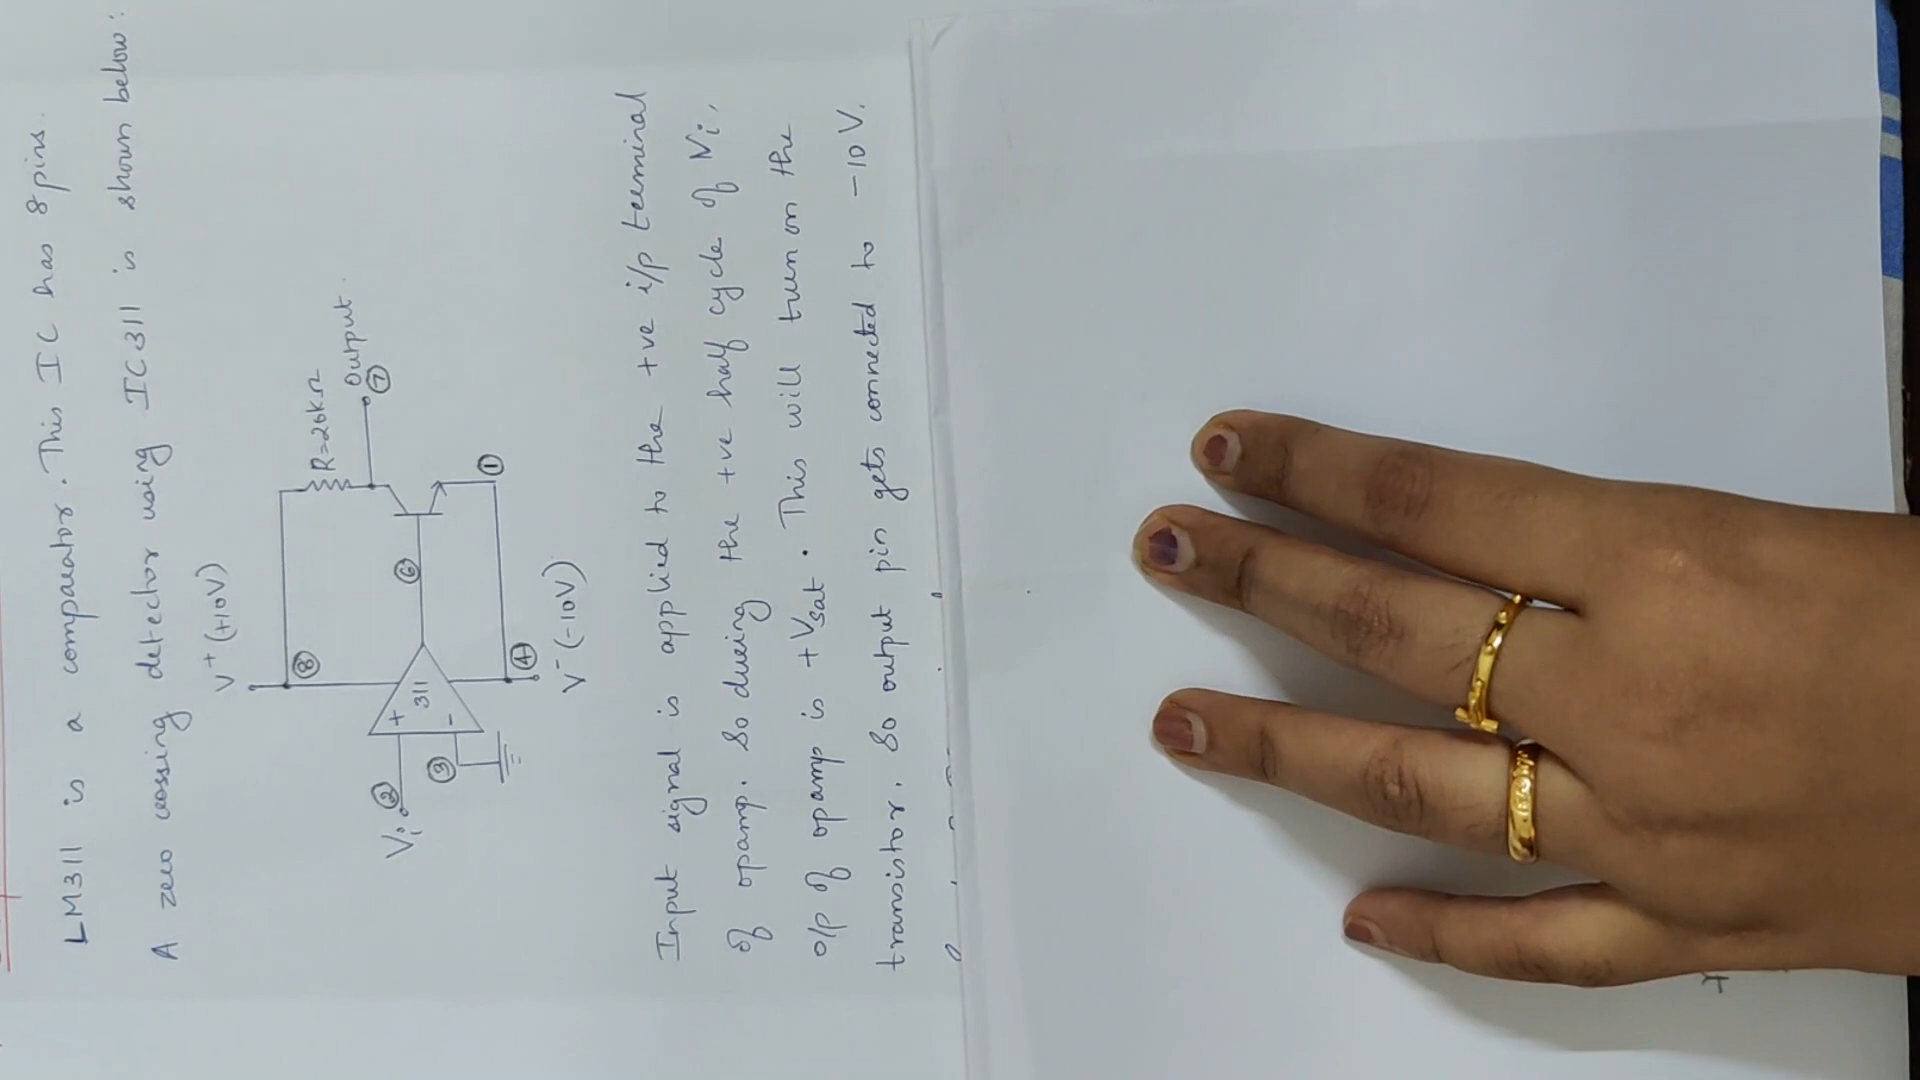 LM311 is a comparator. This IC has 8 pins.
A zero crossing detector using IC311 is shown below:
V+ (+10V)
⑧
R=20kΩ
Output.
⑦
Vi ②
+
311
-
⑥
③
①
④
V- (-10V)
Input signal is applied to the +ve i/p terminal
of opamp. So during the +ve half cycle of Vi,
o/p of opamp is +Vsat. This will turn on the
transistor. So output pin gets connected to -10V.